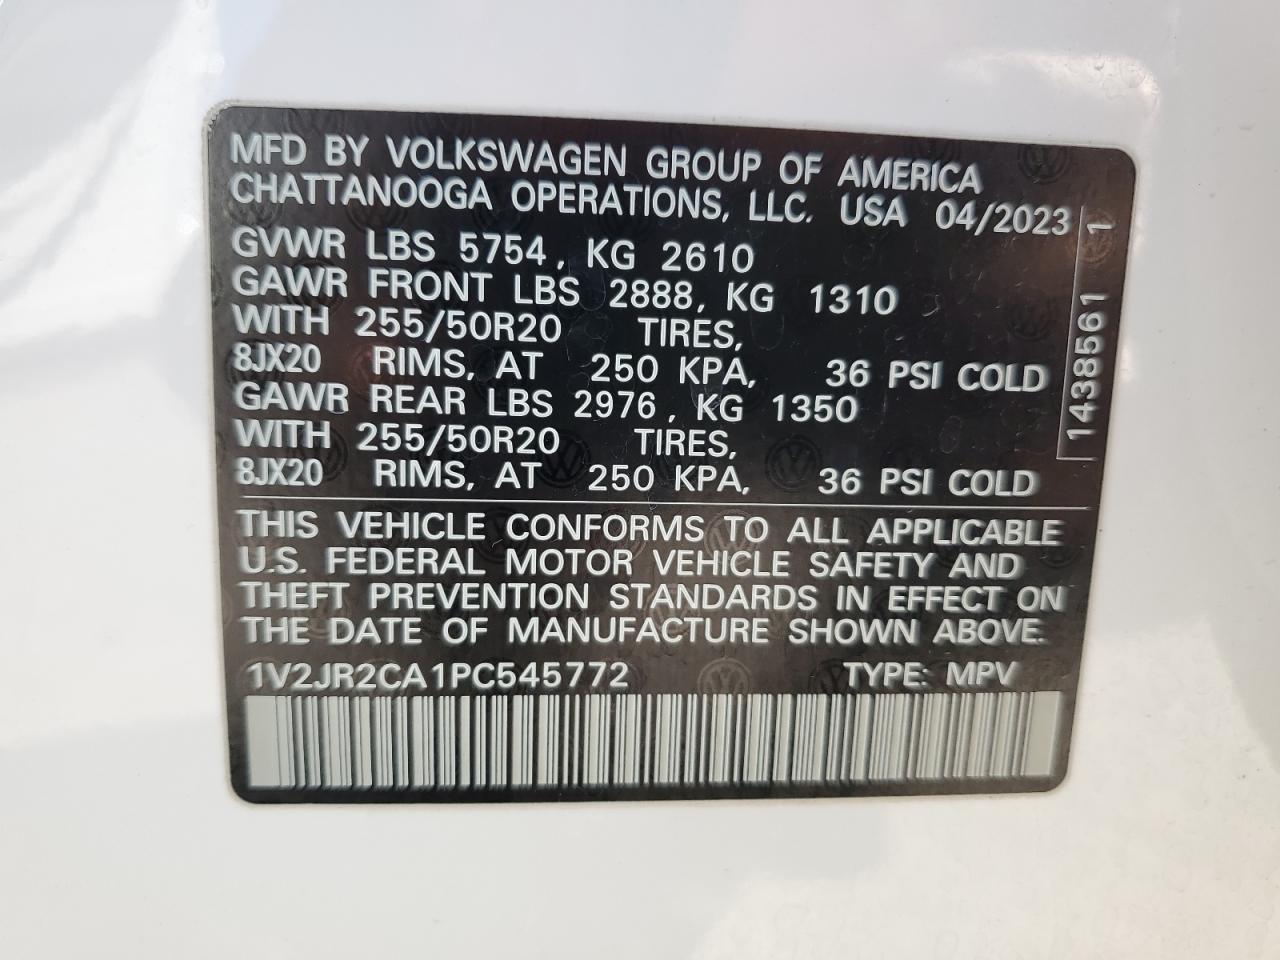 MFD BY VOLKSWAGEN GROUP OF AMERICA
CHATTANOOGA OPERATIONS, LLC. USA 04/2023
GVWR LBS 5754, KG 2610
GAWR FRONT LBS 2888, KG 1310
WITH 255/50R20 TIRES,
8JX20 RIMS, AT 250 KPA, 36 PSI COLD
GAWR REAR LBS 2976, KG 1350
WITH 255/50R20 TIRES,
8JX20 RIMS, AT 250 KPA, 36 PSI COLD
1438561 1
THIS VEHICLE CONFORMS TO ALL APPLICABLE
U.S. FEDERAL MOTOR VEHICLE SAFETY AND
THEFT PREVENTION STANDARDS IN EFFECT ON
THE DATE OF MANUFACTURE SHOWN ABOVE.
1V2JR2CA1PC545772 TYPE: MPV